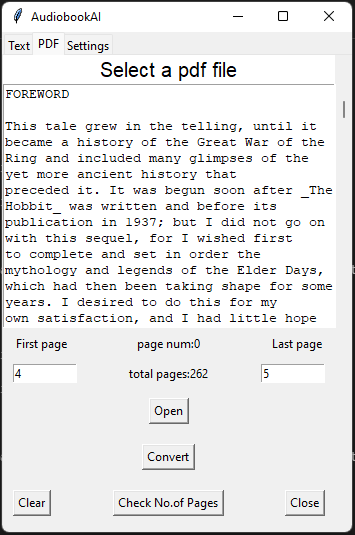 AudiobookAI
Text PDF Settings
Select a pdf file
FOREWORD
This tale grew in the telling, until it
became a history of the Great War of the
Ring and included many glimpses of the
yet more ancient history that
preceded it. It was begun soon after _The
Hobbit_ was written and before its
publication in 1937; but I did not go on
with this sequel, for I wished first
to complete and set in order the
mythology and legends of the Elder Days,
which had then been taking shape for some
years. I desired to do this for my
own satisfaction, and I had little hope
First page page num:0 Last page
4 total pages:262 5
Open
Convert
Clear Check No.of Pages Close